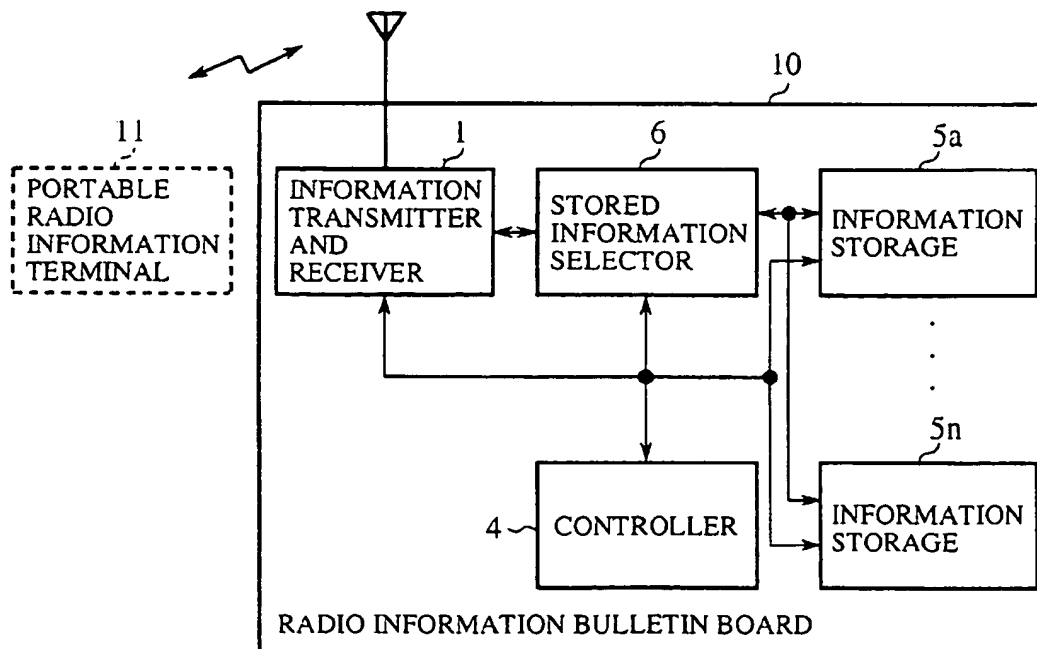 10
11
1
6
5a
PORTABLE
RADIO
INFORMATION
TERMINAL
INFORMATION
TRANSMITTER
AND
RECEIVER
STORED
INFORMATION
SELECTOR
INFORMATION
STORAGE
5n
4
CONTROLLER
INFORMATION
STORAGE
RADIO INFORMATION BULLETIN BOARD